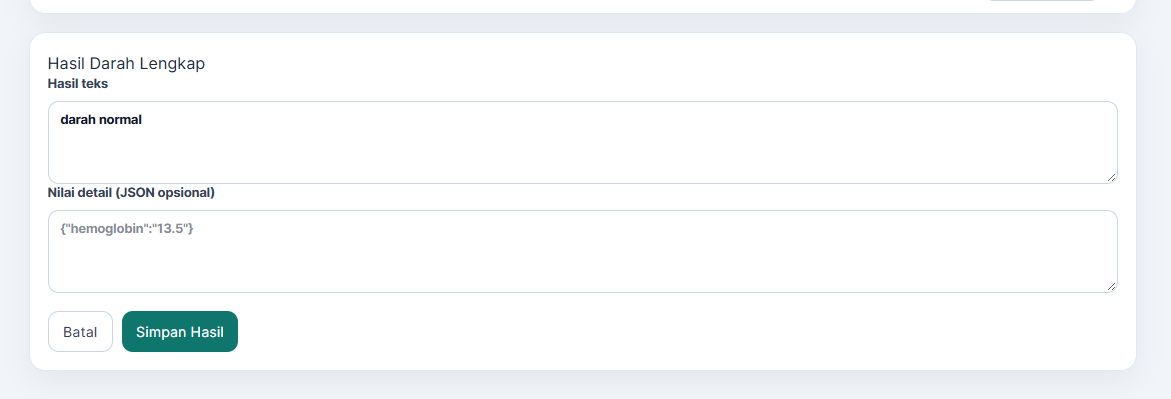 Hasil Darah Lengkap
Hasil teks
darah normal
Nilai detail (JSON opsional)
{"hemoglobin":"13.5"}
Batal
Simpan Hasil